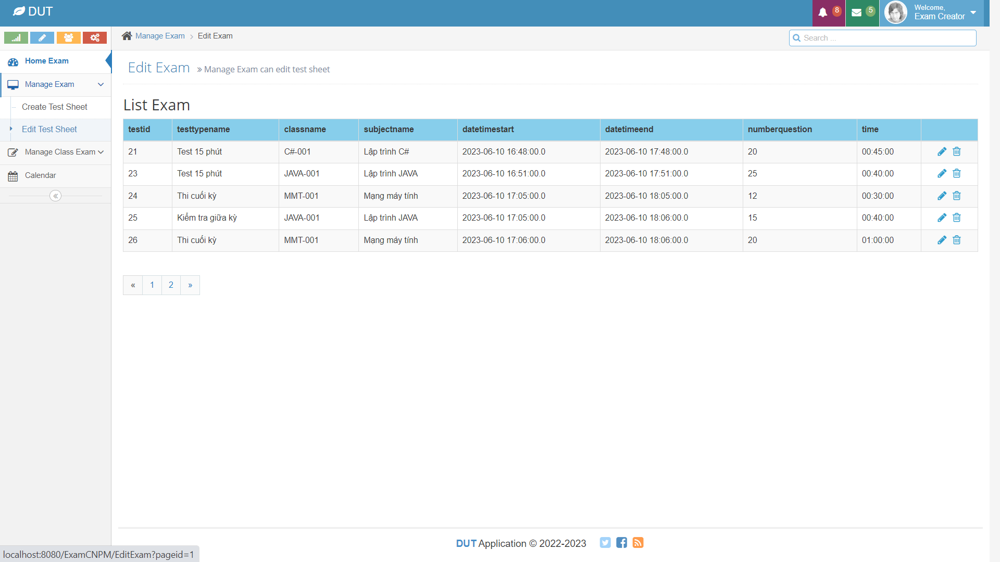 DUT
8
5
Welcome,
Exam Creator
Manage Exam
Edit Exam
Search ...
Home Exam
Manage Exam
Create Test Sheet
Edit Test Sheet
Manage Class Exam
Calendar
Edit Exam » Manage Exam can edit test sheet
List Exam
testid testtypename classname subjectname datetimestart datetimeend numberquestion time
21 Test 15 phút C#-001 Lập trình C# 2023-06-10 16:48:00.0 2023-06-10 17:48:00.0 20 00:45:00
23 Test 15 phút JAVA-001 Lập trình JAVA 2023-06-10 16:51:00.0 2023-06-10 17:51:00.0 25 00:40:00
24 Thi cuối kỳ MMT-001 Mạng máy tính 2023-06-10 17:05:00.0 2023-06-10 18:05:00.0 12 00:30:00
25 Kiểm tra giữa kỳ JAVA-001 Lập trình JAVA 2023-06-10 17:05:00.0 2023-06-10 18:06:00.0 15 00:40:00
26 Thi cuối kỳ MMT-001 Mạng máy tính 2023-06-10 17:06:00.0 2023-06-10 18:06:00.0 20 01:00:00
« 1 2 »
DUT Application © 2022-2023
localhost:8080/ExamCNPM/EditExam?pageid=1